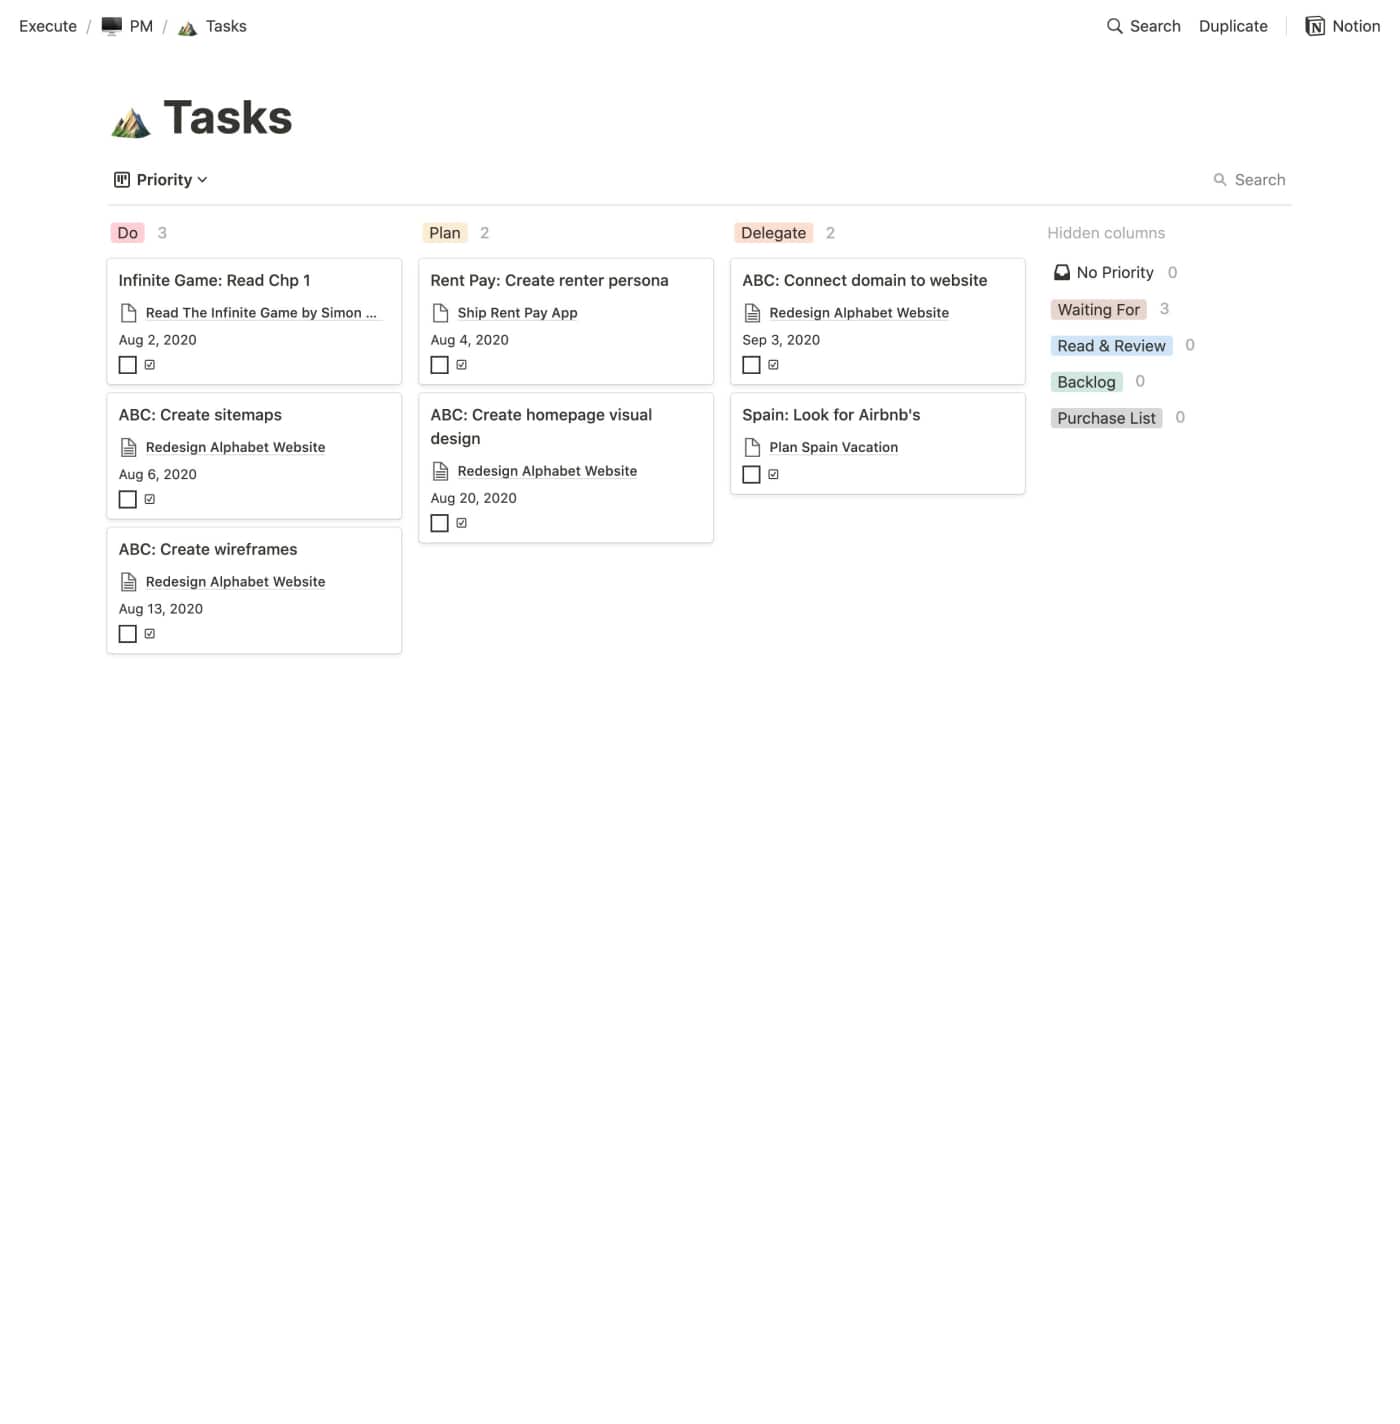 Execute / PM / Tasks
Search Duplicate Notion
Tasks
Priority
Search
Do 3
Infinite Game: Read Chp 1
Read The Infinite Game by Simon ...
Aug 2, 2020
ABC: Create sitemaps
Redesign Alphabet Website
Aug 6, 2020
ABC: Create wireframes
Redesign Alphabet Website
Aug 13, 2020
Plan 2
Rent Pay: Create renter persona
Ship Rent Pay App
Aug 4, 2020
ABC: Create homepage visual
design
Redesign Alphabet Website
Aug 20, 2020
Delegate 2
ABC: Connect domain to website
Redesign Alphabet Website
Sep 3, 2020
Spain: Look for Airbnb's
Plan Spain Vacation
Hidden columns
No Priority 0
Waiting For 3
Read & Review 0
Backlog 0
Purchase List 0